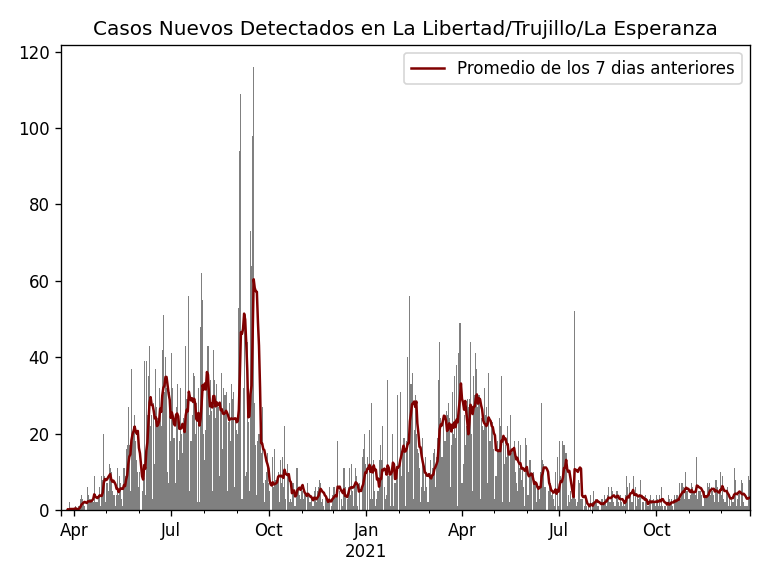 Casos Nuevos Detectados en La Libertad/Trujillo/La Esperanza
Promedio de los 7 dias anteriores
120
100
80
60
40
20
0
Apr Jul Oct Jan Apr Jul Oct
2021